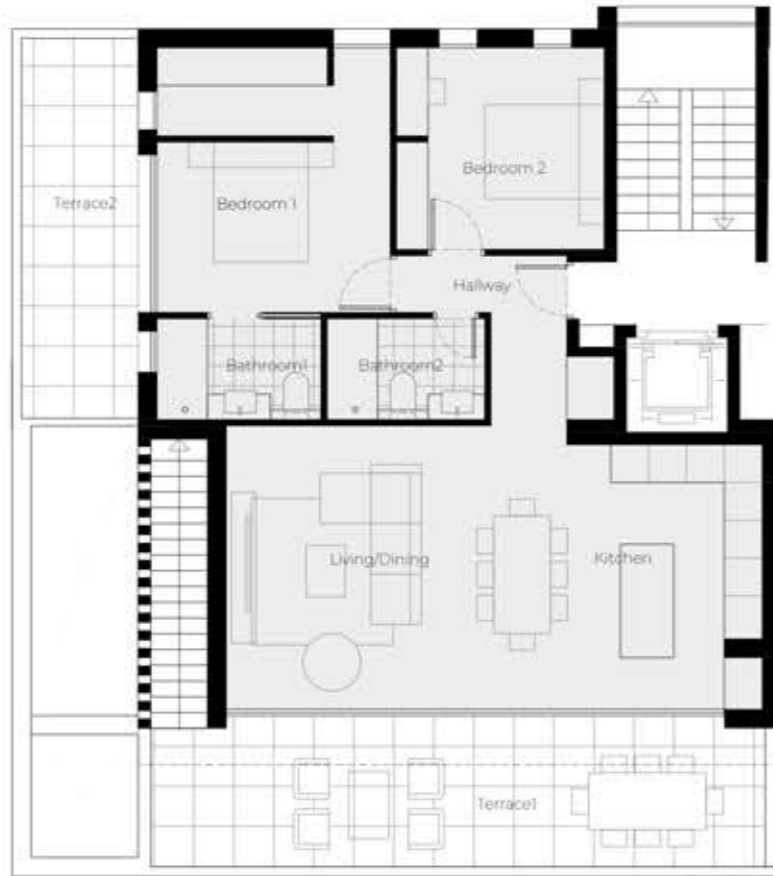 Bedroom 2
Terrace2
Bedroom 1
Hallway
Bathroom1
Bathroom2
Living/Dining
Kitchen
Terrace1